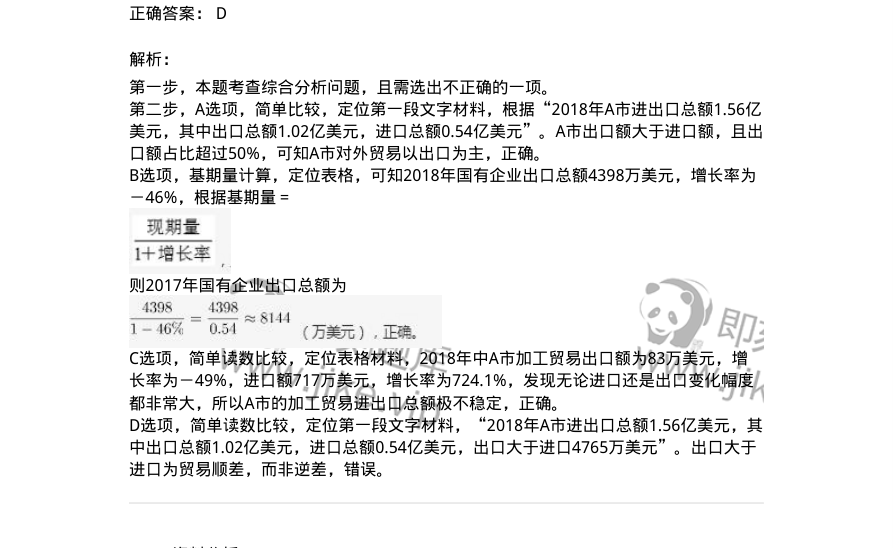 正确答案： D
解析：
第一步，本题考查综合分析问题，且需选出不正确的一项。
第二步，A选项，简单比较，定位第一段文字材料，根据“2018年A市进出口总额1.56亿
美元，其中出口总额1.02亿美元，进口总额0.54亿美元”。A市出口额大于进口额，且出
口额占比超过50%，可知A市对外贸易以出口为主，正确。
B选项，基期量计算，定位表格，可知2018年国有企业出口总额4398万美元，增长率为
－46%，根据基期量 =
现期量
1＋增长率
，
则2017年国有企业出口总额为
4398/(1－46%) = 4398/0.54 ≈ 8144（万美元），正确。
C选项，简单读数比较，定位表格材料，2018年中A市加工贸易出口额为83万美元，增
长率为－49%，进口额717万美元，增长率为724.1%，发现无论进口还是出口变化幅度
都非常大，所以A市的加工贸易进出口总额极不稳定，正确。
D选项，简单读数比较，定位第一段文字材料，“2018年A市进出口总额1.56亿美元，其
中出口总额1.02亿美元，进口总额0.54亿美元，出口大于进口4765万美元”。出口大于
进口为贸易顺差，而非逆差，错误。